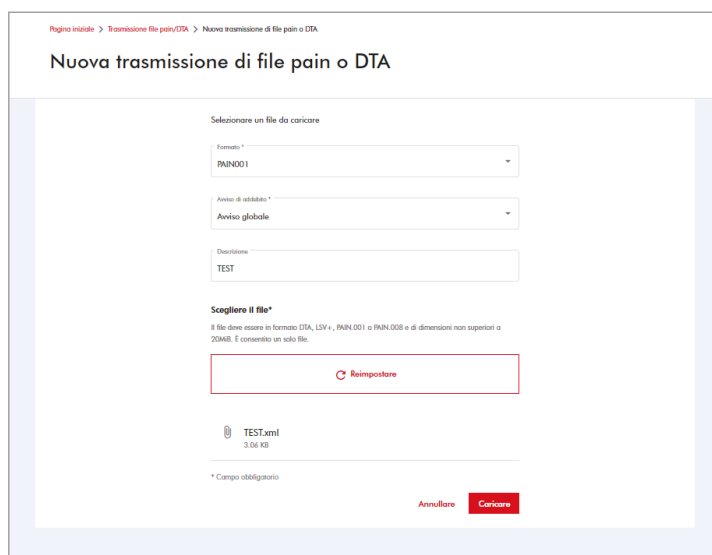 Pagina iniziale > Trasmissione file pain/DTA > Nuova trasmissione di file pain o DTA
Nuova trasmissione di file pain o DTA
Selezionare un file da caricare
Formato *
PAIN001
Avviso di addebito *
Avviso globale
Descrizione
TEST
Scegliere il file*
Il file deve essere in formato DTA, LSV+, PAIN.001 o PAIN.008 e di dimensioni non superiori a
20MiB. È consentito un solo file.
Reimpostare
TEST.xml
3.06 KB
* Campo obbligatorio
Annullare Caricare